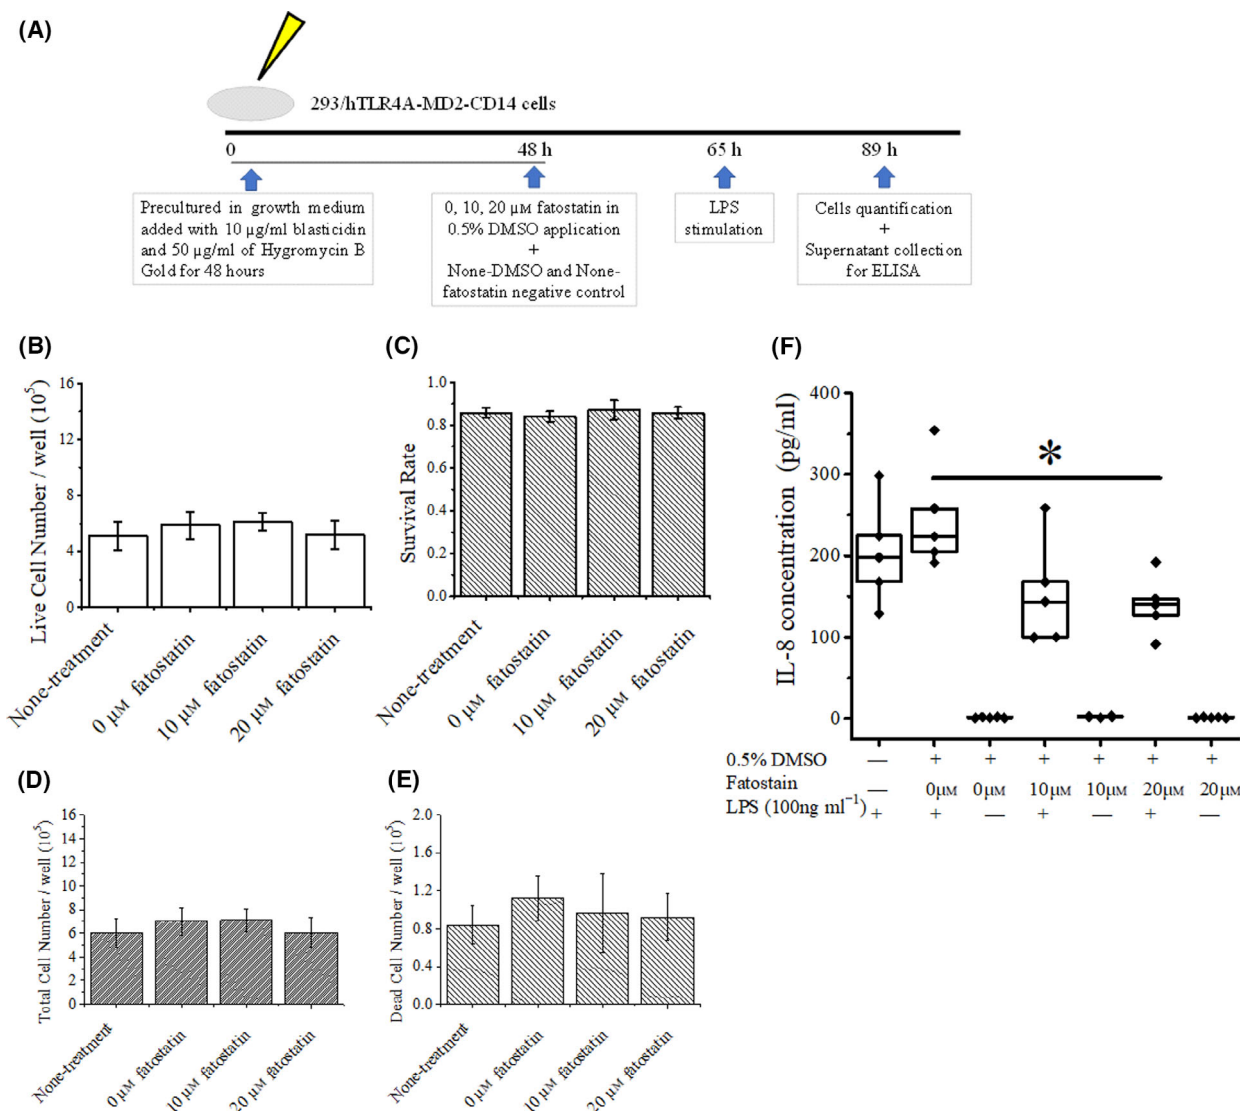 (A)
293/hTLR4A-MD2-CD14 cells
0 48 h 65 h 89 h
Precultured in growth medium
added with 10 μg/ml blasticidin
and 50 μg/ml of Hygromycin B
Gold for 48 hours
0, 10, 20 μM fatostatin in
0.5% DMSO application
+
None-DMSO and None-
fatostatin negative control
LPS
stimulation
Cells quantification
+
Supernatant collection
for ELISA
(B)
Live Cell Number / well (10⁵)
16
12
8
4
0
None-treatment
0 μM fatostatin
10 μM fatostatin
20 μM fatostatin
(C)
Survival Rate
1.0
0.8
0.6
0.4
0.2
0.0
None-treatment
0 μM fatostatin
10 μM fatostatin
20 μM fatostatin
(F)
IL-8 concentration (pg/ml)
400
300
200
100
0
*
0.5% DMSO — + + + + + +
Fatostain — 0μM 0μM 10μM 10μM 20μM 20μM
LPS (100ng ml⁻¹) + + — + — + —
(D)
Total Cell Number / well (10⁵)
16
14
12
10
8
6
4
2
0
None-treatment
0 μM fatostatin
10 μM fatostatin
20 μM fatostatin
(E)
Dead Cell Number / well (10⁵)
2.0
1.6
1.2
0.8
0.4
0.0
None-treatment
0 μM fatostatin
10 μM fatostatin
20 μM fatostatin